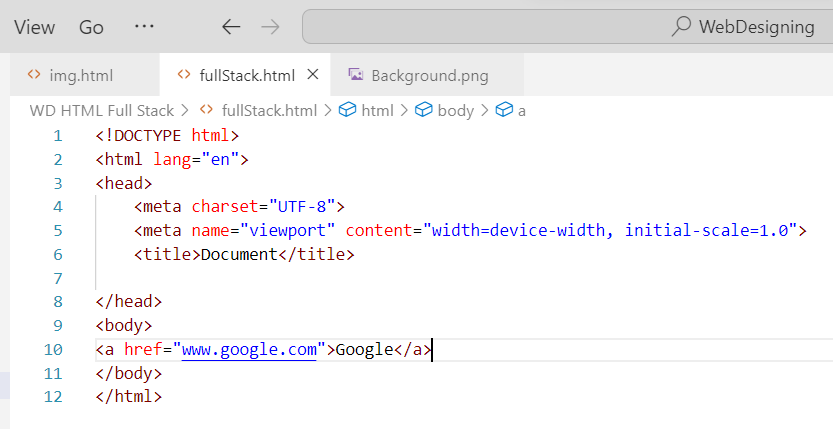 View Go ··· WebDesigning
img.html fullStack.html Background.png
WD HTML Full Stack > fullStack.html > html > body > a
1 <!DOCTYPE html>
2 <html lang="en">
3 <head>
4     <meta charset="UTF-8">
5     <meta name="viewport" content="width=device-width, initial-scale=1.0">
6     <title>Document</title>
7
8 </head>
9 <body>
10 <a href="www.google.com">Google</a>
11 </body>
12 </html>